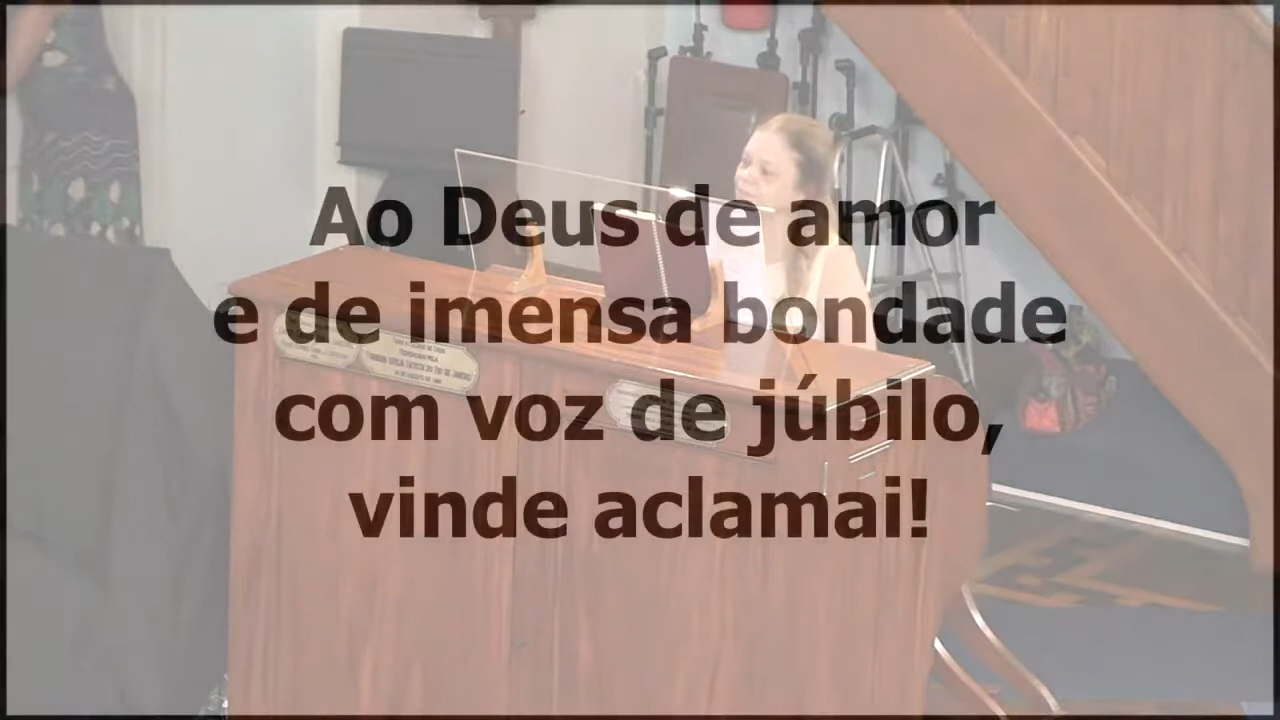 Ao Deus de amor
e de imensa bondade
com voz de júbilo,
vinde aclamai!